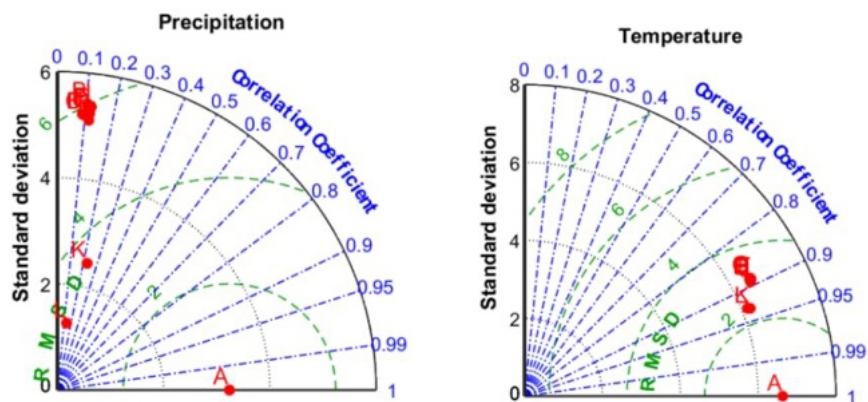 Precipitation
0 0.1 0.2 0.3 0.4 0.5 0.6 0.7 0.8 0.9 0.95 0.99 1
Correlation Coefficient
Standard deviation
6
4
2
0
6
4
2
R M S D
K
A
Temperature
0 0.1 0.2 0.3 0.4 0.5 0.6 0.7 0.8 0.9 0.95 0.99 1
Correlation Coefficient
Standard deviation
8
6
4
2
0
8
6
4
2
R M S D
K
A